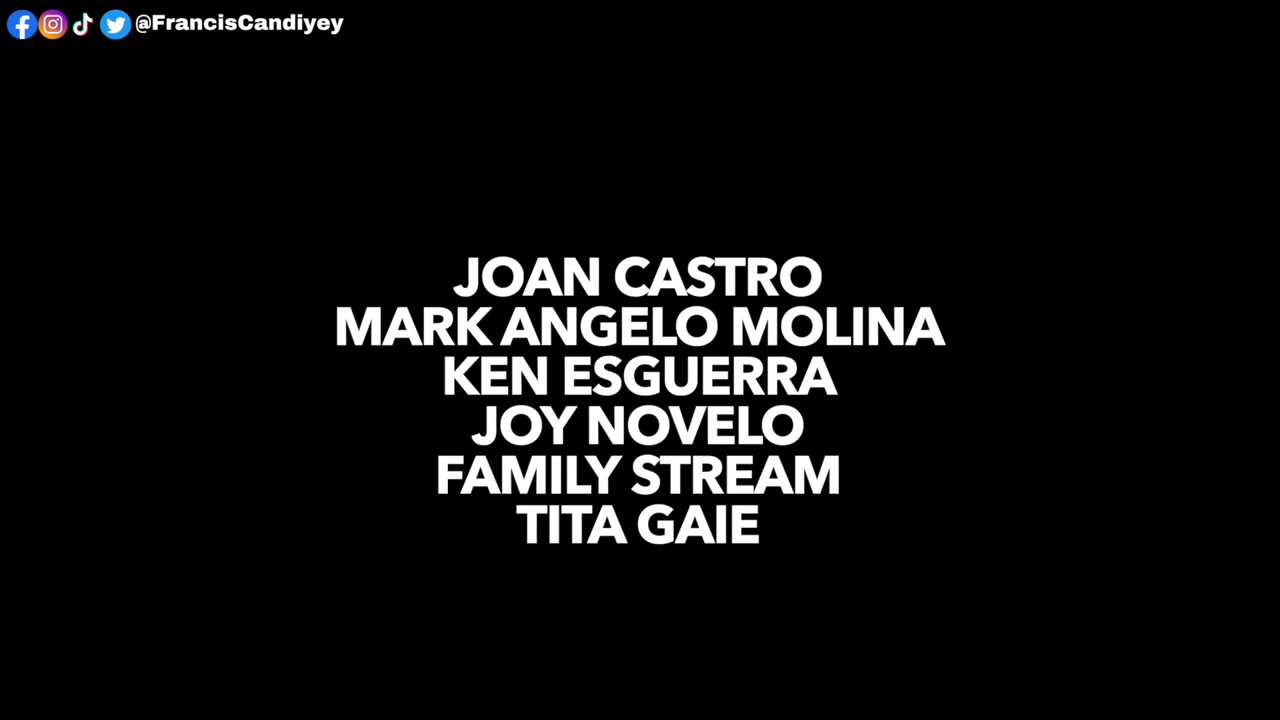 @FrancisCandiyey
JOAN CASTRO
MARK ANGELO MOLINA
KEN ESGUERRA
JOY NOVELO
FAMILY STREAM
TITA GAIE